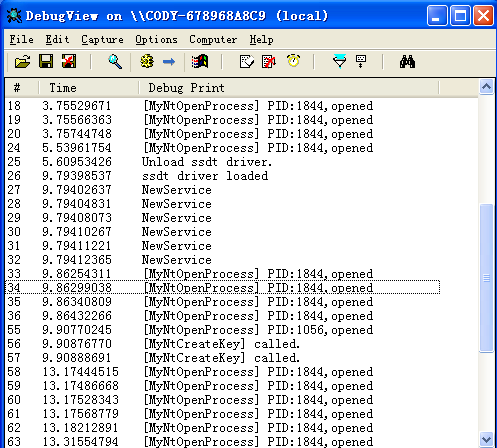 DebugView on \\CODY-678968A8C9 (local)
File Edit Capture Options Computer Help
# Time Debug Print
18 3.75529671 [MyNtOpenProcess] PID:1844,opened
19 3.75566363 [MyNtOpenProcess] PID:1844,opened
20 3.75744748 [MyNtOpenProcess] PID:1844,opened
24 5.53961754 [MyNtOpenProcess] PID:1844,opened
25 5.60953426 Unload ssdt driver.
26 9.79398537 ssdt driver loaded
27 9.79402637 NewService
28 9.79404831 NewService
29 9.79408073 NewService
30 9.79410267 NewService
31 9.79411221 NewService
32 9.79412365 NewService
33 9.86254311 [MyNtOpenProcess] PID:1844,opened
34 9.86299038 [MyNtOpenProcess] PID:1844,opened
35 9.86340809 [MyNtOpenProcess] PID:1844,opened
36 9.86432266 [MyNtOpenProcess] PID:1844,opened
55 9.90770245 [MyNtOpenProcess] PID:1056,opened
56 9.90876770 [MyNtCreateKey] called.
57 9.90888691 [MyNtCreateKey] called.
58 13.17444515 [MyNtOpenProcess] PID:1844,opened
59 13.17486668 [MyNtOpenProcess] PID:1844,opened
60 13.17528343 [MyNtOpenProcess] PID:1844,opened
61 13.17568779 [MyNtOpenProcess] PID:1844,opened
62 13.18212891 [MyNtOpenProcess] PID:1844,opened
63 13.31554794 [MyNtOpenProcess] PID:1844,opened